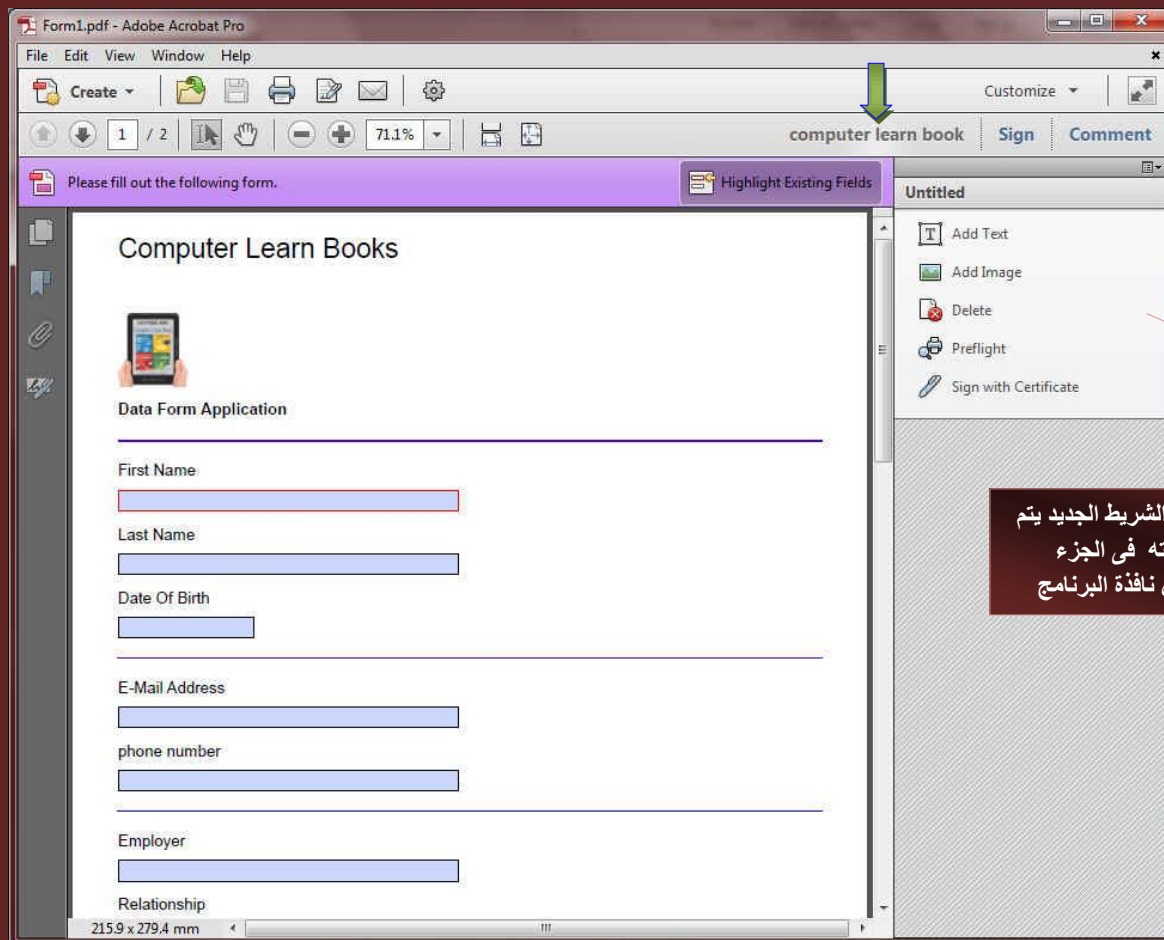 Form1.pdf - Adobe Acrobat Pro
File Edit View Window Help
Create
Customize
1 / 2
71.1%
computer learn book Sign Comment
Please fill out the following form.
Highlight Existing Fields
Computer Learn Books
Data Form Application
First Name
Last Name
Date Of Birth
E-Mail Address
phone number
Employer
Relationship
215.9 x 279.4 mm
Untitled
Add Text
Add Image
Delete
Preflight
Sign with Certificate
الشريط الجديد يتم
فى الجزء
نافذة البرنامج